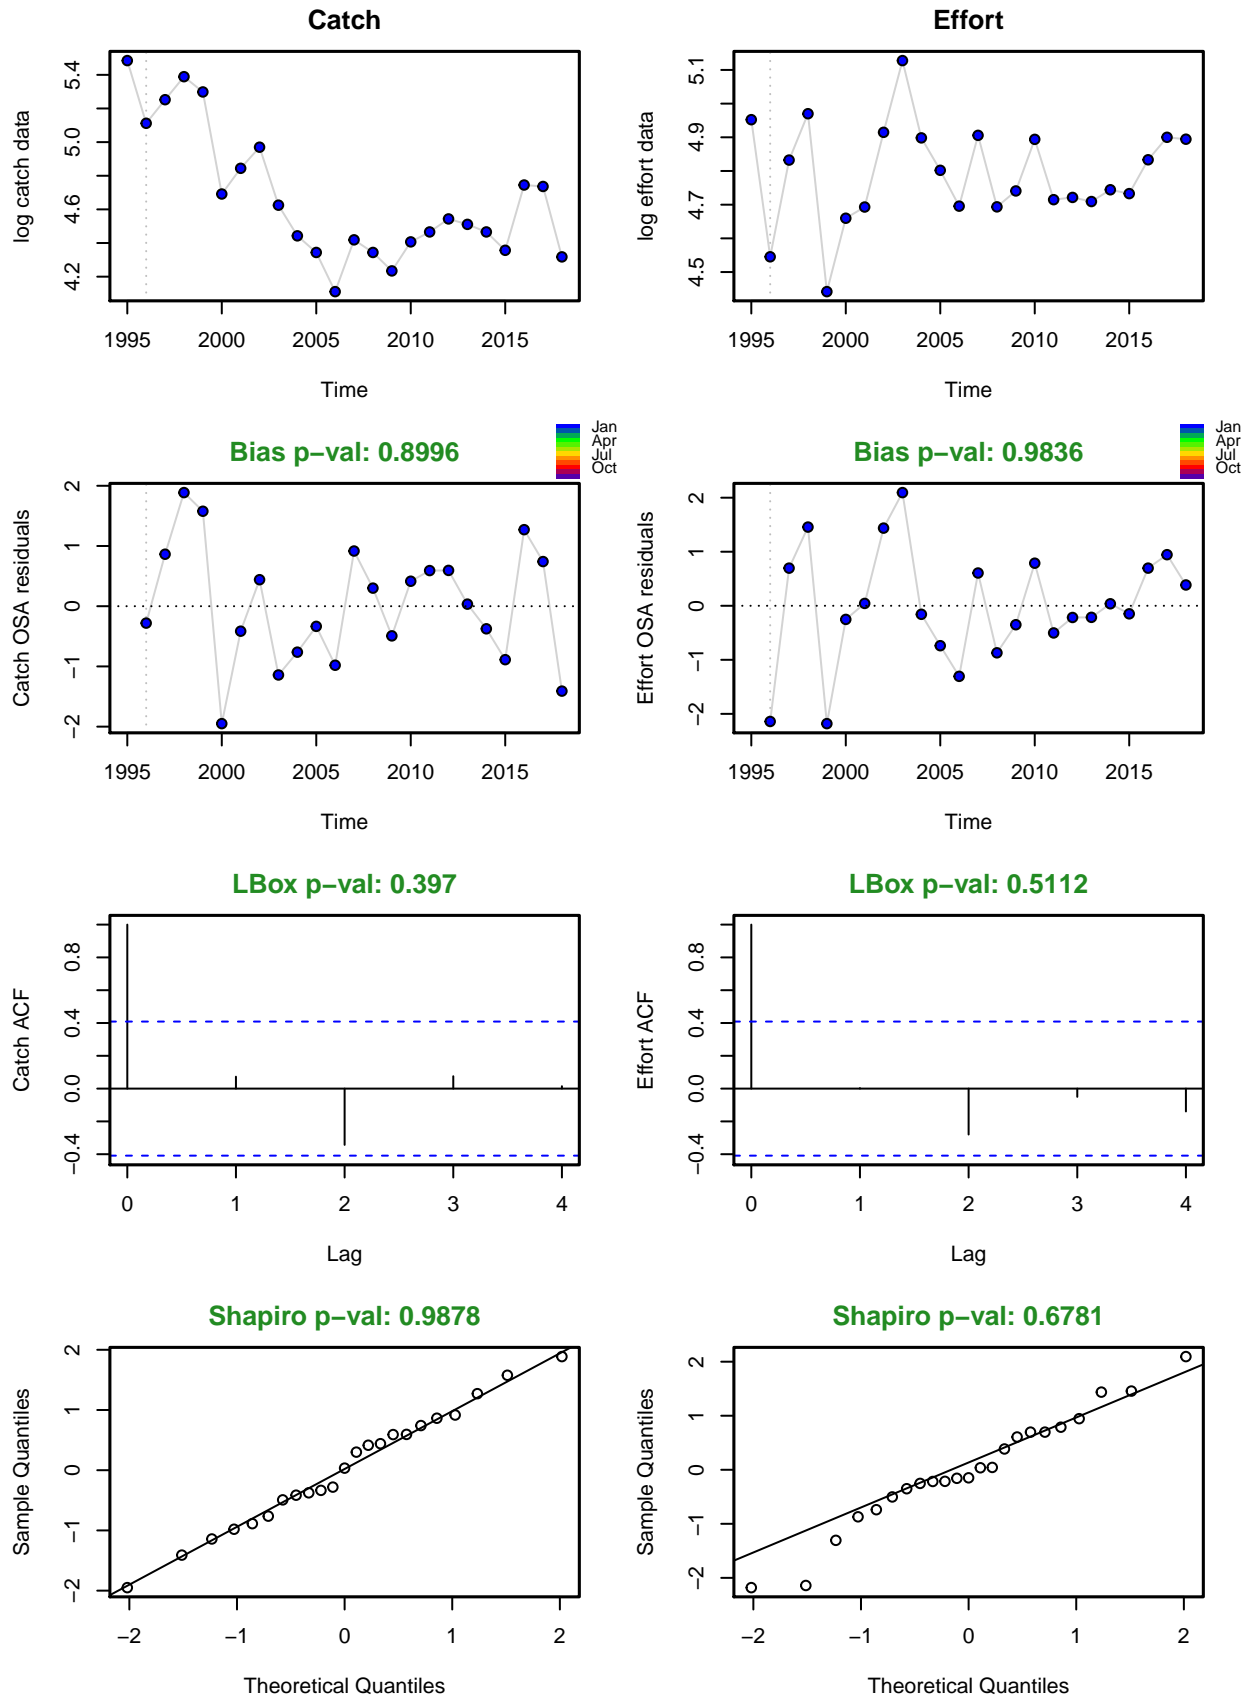 Catch
log catch data
4.2 4.6 5.0 5.4
1995 2000 2005 2010 2015
Time
Effort
log effort data
4.5 4.7 4.9 5.1
1995 2000 2005 2010 2015
Time
Bias p−val: 0.8996
Jan
Apr
Jul
Oct
Catch OSA residuals
−2 −1 0 1 2
1995 2000 2005 2010 2015
Time
Bias p−val: 0.9836
Jan
Apr
Jul
Oct
Effort OSA residuals
−2 −1 0 1 2
1995 2000 2005 2010 2015
Time
LBox p−val: 0.397
Catch ACF
−0.4 0.0 0.4 0.8
0 1 2 3 4
Lag
LBox p−val: 0.5112
Effort ACF
−0.4 0.0 0.4 0.8
0 1 2 3 4
Lag
Shapiro p−val: 0.9878
Sample Quantiles
−2 −1 0 1 2
−2 −1 0 1 2
Theoretical Quantiles
Shapiro p−val: 0.6781
Sample Quantiles
−2 −1 0 1 2
−2 −1 0 1 2
Theoretical Quantiles